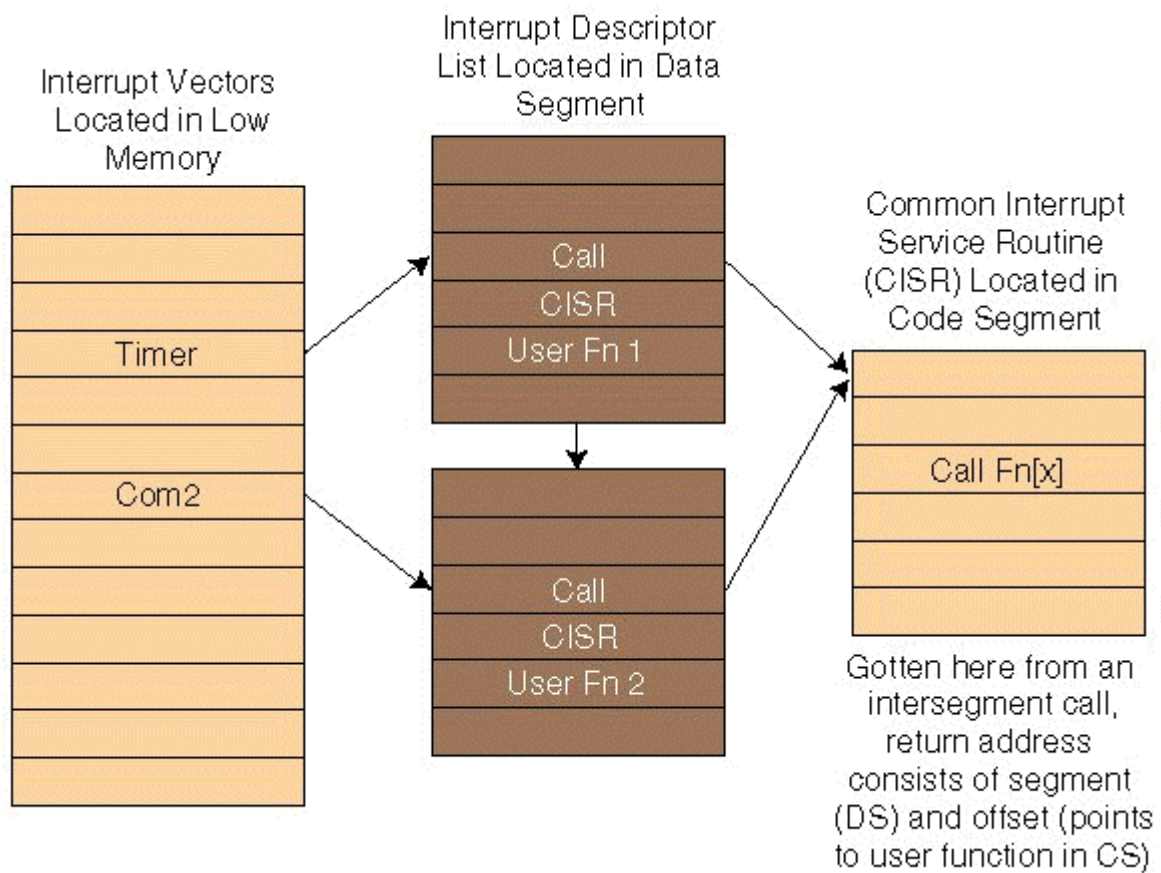 Interrupt Vectors
Located in Low
Memory
Timer
Com2
Interrupt Descriptor
List Located in Data
Segment
Call
CISR
User Fn 1
Call
CISR
User Fn 2
Common Interrupt
Service Routine
(CISR) Located in
Code Segment
Call Fn[x]
Gotten here from an
intersegment call,
return address
consists of segment
(DS) and offset (points
to user function in CS)